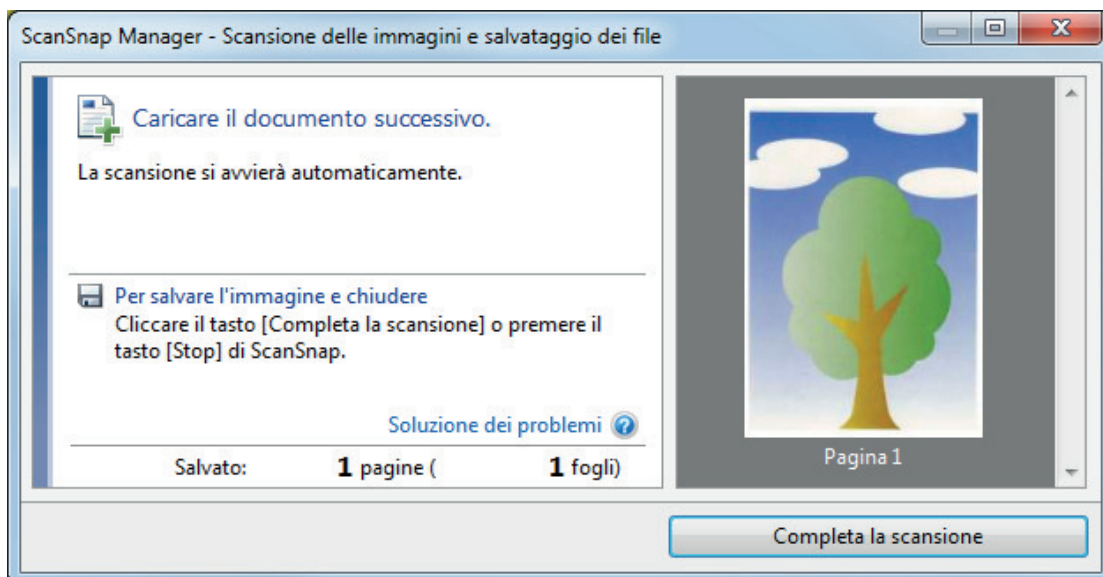 ScanSnap Manager - Scansione delle immagini e salvataggio dei file
Caricare il documento successivo.
La scansione si avvierà automaticamente.
Per salvare l'immagine e chiudere
Cliccare il tasto [Completa la scansione] o premere il
tasto [Stop] di ScanSnap.
Soluzione dei problemi ?
Salvato: 1 pagine ( 1 fogli)
Pagina 1
Completa la scansione